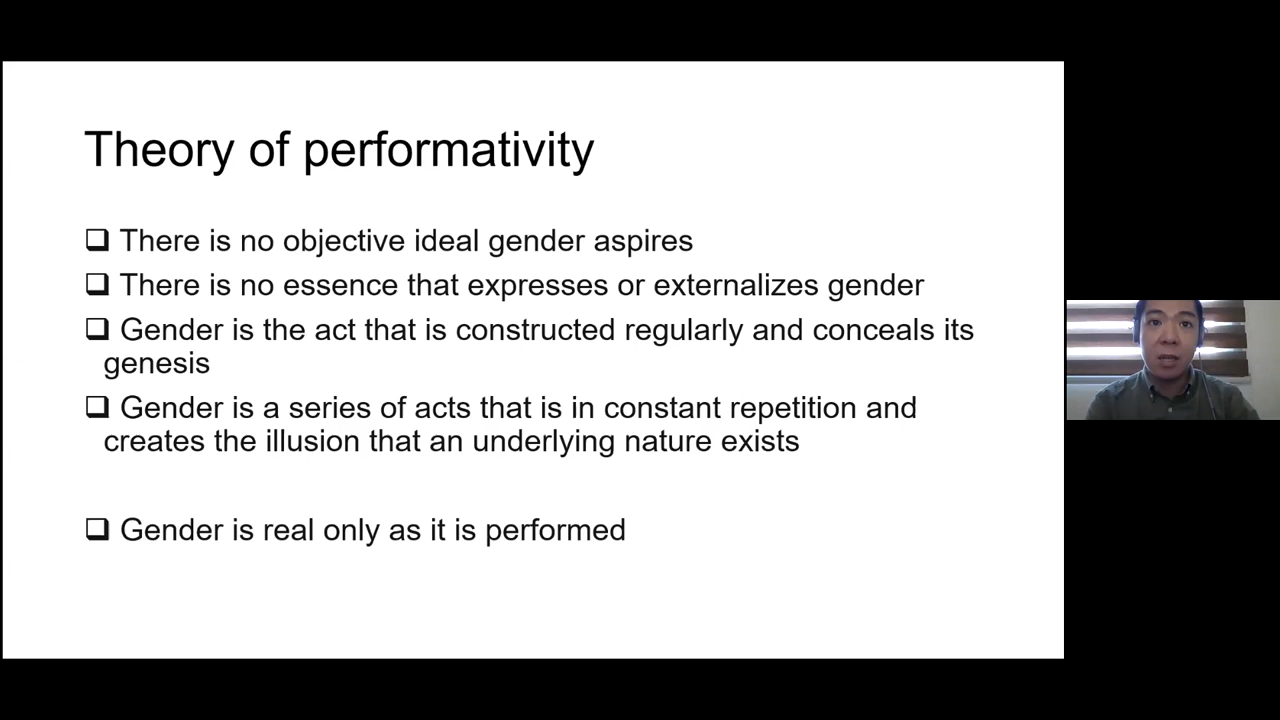 Theory of performativity
❑ There is no objective ideal gender aspires
❑ There is no essence that expresses or externalizes gender
❑ Gender is the act that is constructed regularly and conceals its
genesis
❑ Gender is a series of acts that is in constant repetition and
creates the illusion that an underlying nature exists
❑ Gender is real only as it is performed